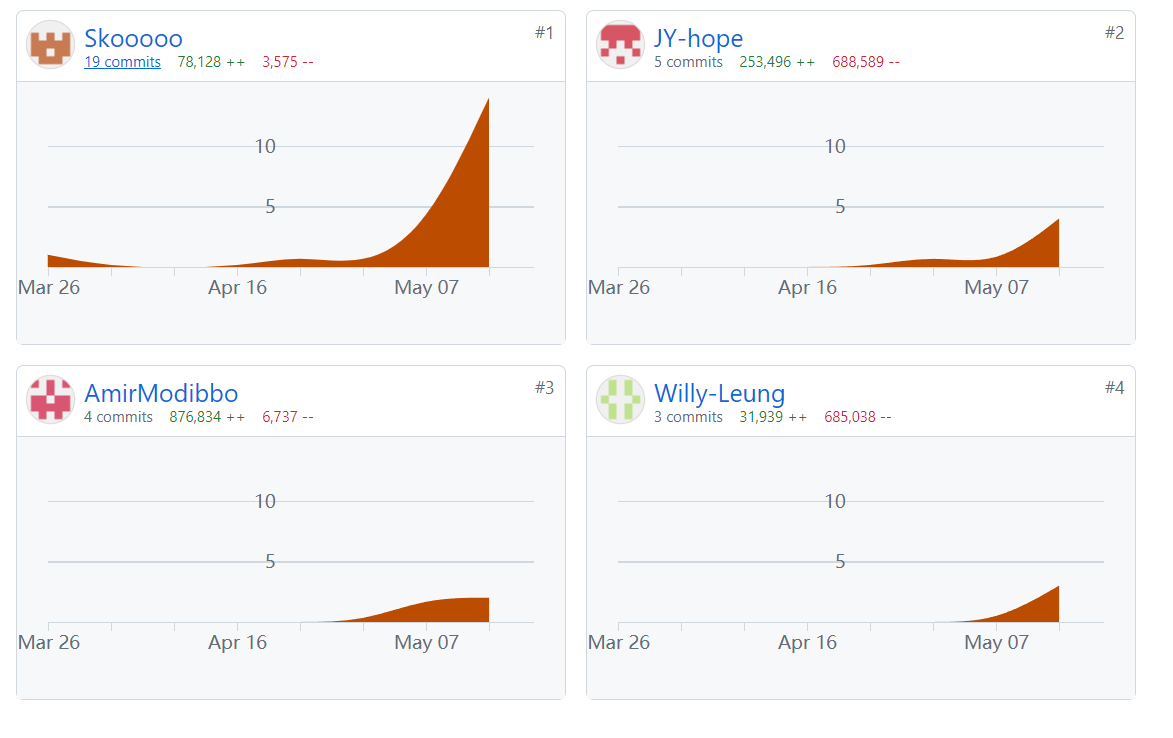 Skooooo #1
19 commits 78,128 ++ 3,575 --
10
5
Mar 26 Apr 16 May 07
JY-hope #2
5 commits 253,496 ++ 688,589 --
10
5
Mar 26 Apr 16 May 07
AmirModibbo #3
4 commits 876,834 ++ 6,737 --
10
5
Mar 26 Apr 16 May 07
Willy-Leung #4
3 commits 31,939 ++ 685,038 --
10
5
Mar 26 Apr 16 May 07